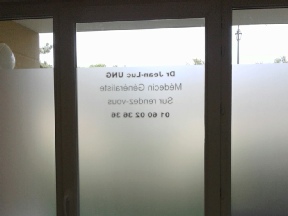 Dr Jean-Luc UNG
Médecin Généraliste
Sur rendez-vous
01 60 02 36 36